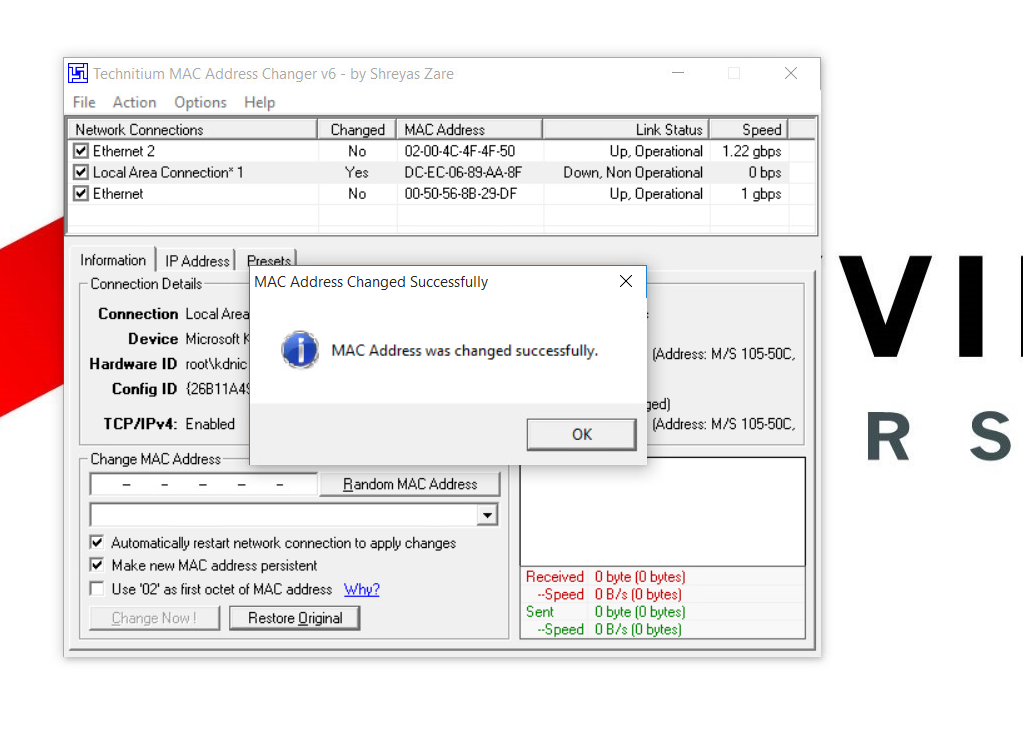 Technitium MAC Address Changer v6 - by Shreyas Zare
File Action Options Help
Network Connections Changed MAC Address Link Status Speed
Ethernet 2 No 02-00-4C-4F-4F-50 Up, Operational 1.22 gbps
Local Area Connection* 1 Yes DC-EC-06-89-AA-8F Down, Non Operational 0 bps
Ethernet No 00-50-56-8B-29-DF Up, Operational 1 gbps
Information IP Address Presets
Connection Details
Connection Local Area
Device Microsoft K
Hardware ID root\kdnic
Config ID {26B11A49
TCP/IPv4: Enabled
(Address: M/S 105-50C,
ged)
(Address: M/S 105-50C,
MAC Address Changed Successfully
MAC Address was changed successfully.
OK
Change MAC Address
– – – – – Random MAC Address
Automatically restart network connection to apply changes
Make new MAC address persistent
Use '02' as first octet of MAC address Why?
Change Now ! Restore Original
Received 0 byte (0 bytes)
--Speed 0 B/s (0 bytes)
Sent 0 byte (0 bytes)
--Speed 0 B/s (0 bytes)
VI
R S